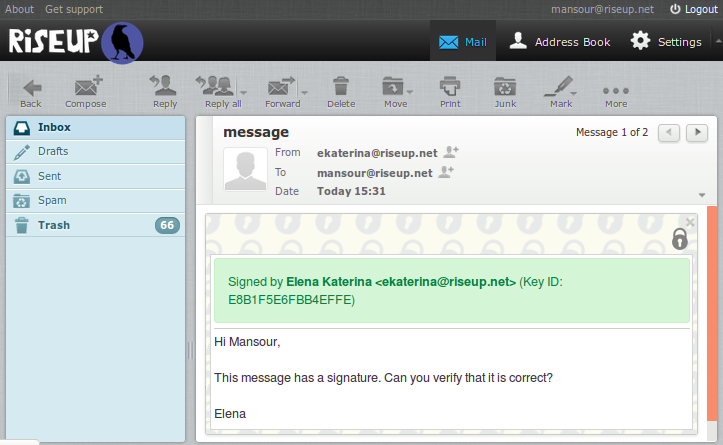 About Get support mansour@riseup.net Logout
RiSEUP Mail Address Book Settings
Back Compose Reply Reply all Forward Delete Move Print Junk Mark More
Inbox
Drafts
Sent
Spam
Trash 66
message Message 1 of 2
From ekaterina@riseup.net
To mansour@riseup.net
Date Today 15:31
Signed by Elena Katerina <ekaterina@riseup.net> (Key ID:
E8B1F5E6FBB4EFFE)
Hi Mansour,
This message has a signature. Can you verify that it is correct?
Elena